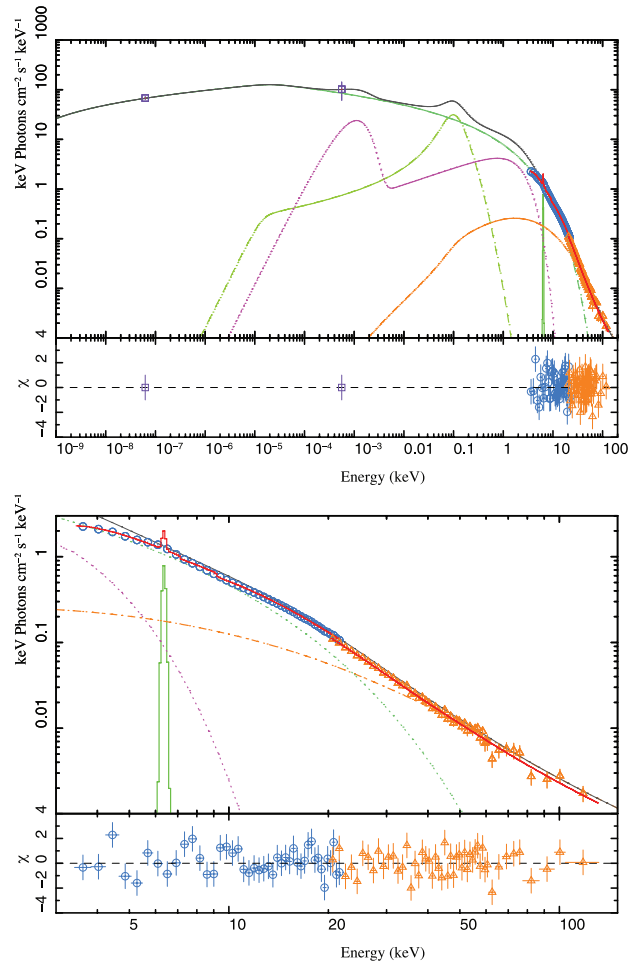 keV Photons cm⁻² s⁻¹ keV⁻¹
1000
100
10
1
0.1
0.01
4
χ
2
0
−2
−4
10⁻⁹ 10⁻⁸ 10⁻⁷ 10⁻⁶ 10⁻⁵ 10⁻⁴ 10⁻³ 0.01 0.1 1 10 100
Energy (keV)
keV Photons cm⁻² s⁻¹ keV⁻¹
1
0.1
0.01
4
χ
2
0
−2
−4
5 10 20 50 100
Energy (keV)